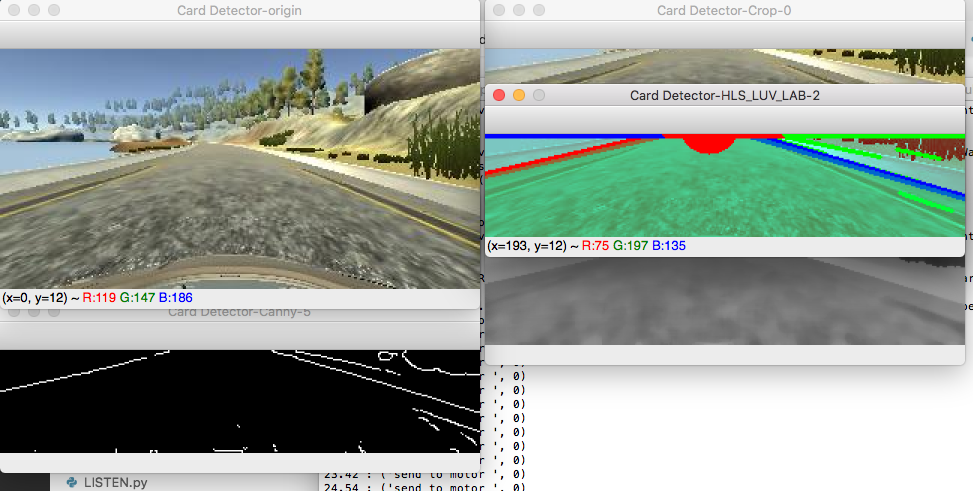 Card Detector-origin
Card Detector-Crop-0
Card Detector-HLS_LUV_LAB-2
(x=193, y=12) ~ R:75 G:197 B:135
(x=0, y=12) ~ R:119 G:147 B:186
Card Detector-Canny-5
', 0)
', 0)
', 0)
', 0)
', 0)
', 0)
', 0)
23.42 : ('send to motor ', 0)
24.54 : ('send to motor ', 0)
LISTEN.py